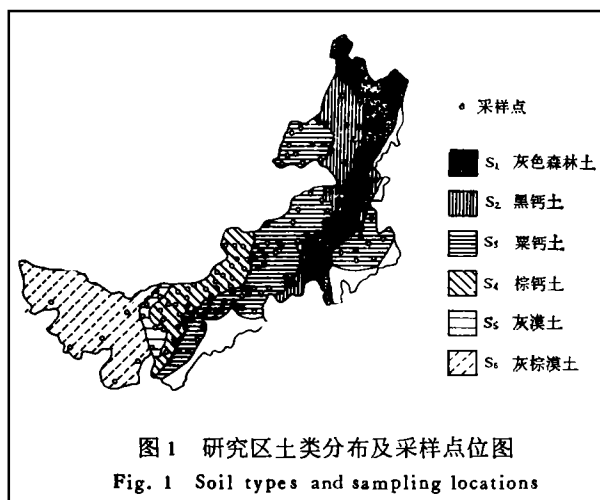 采样点
S₁ 灰色森林土
S₂ 黑钙土
S₃ 栗钙土
S₄ 棕钙土
S₅ 灰漠土
S₆ 灰棕漠土
图1 研究区土类分布及采样点位图
Fig. 1 Soil types and sampling locations